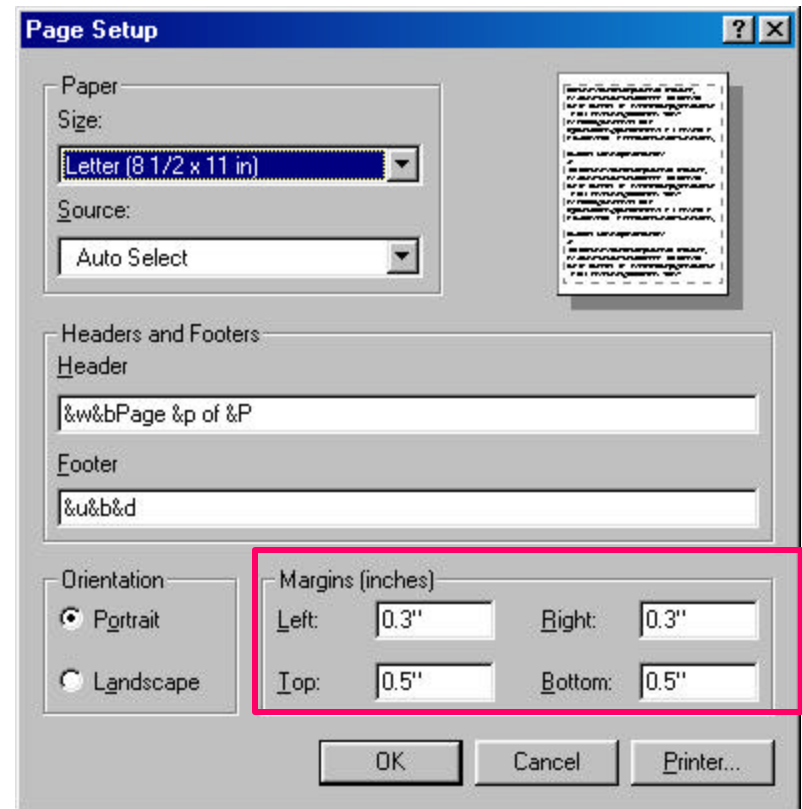 Page Setup
Paper
Size:
Letter (8 1/2 x 11 in)
Source:
Auto Select
Headers and Footers
Header
&w&bPage &p of &P
Footer
&u&b&d
Orientation
Portrait
Landscape
Margins (inches)
Left: 0.3" Right: 0.3"
Top: 0.5" Bottom: 0.5"
OK Cancel Printer...